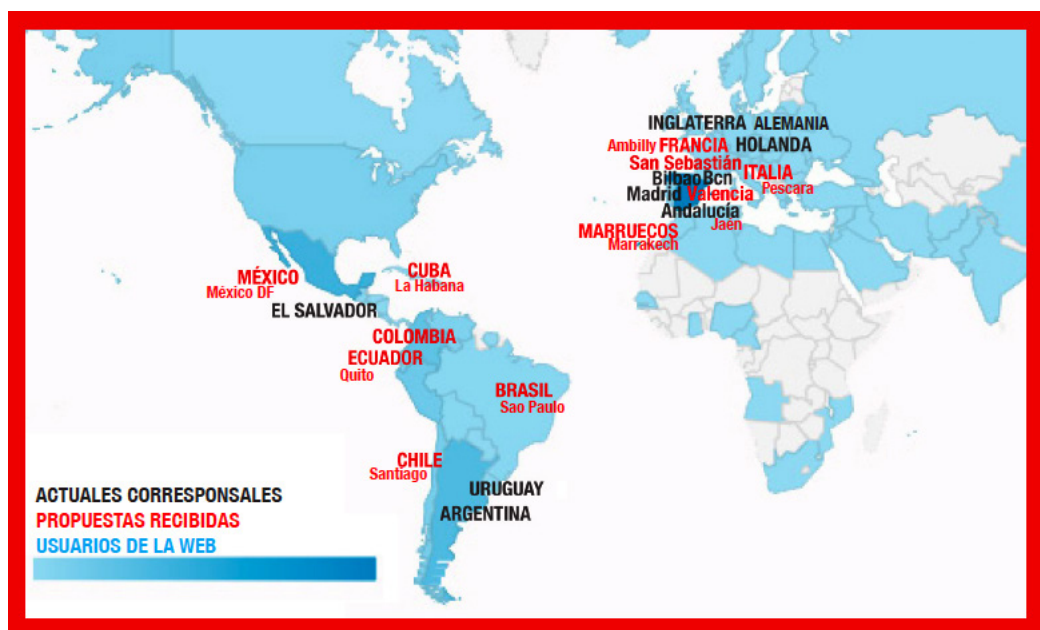 INGLATERRA ALEMANIA
Ambilly FRANCIA HOLANDA
San Sebastián ITALIA
Bilbao Bcn Pescara
Madrid Valencia
Andalucía
Jaén
MARRUECOS
Marrakech
MÉXICO
México DF
CUBA
La Habana
EL SALVADOR
COLOMBIA
ECUADOR
Quito
BRASIL
Sao Paulo
CHILE
Santiago
URUGUAY
ARGENTINA
ACTUALES CORRESPONSALES
PROPUESTAS RECIBIDAS
USUARIOS DE LA WEB